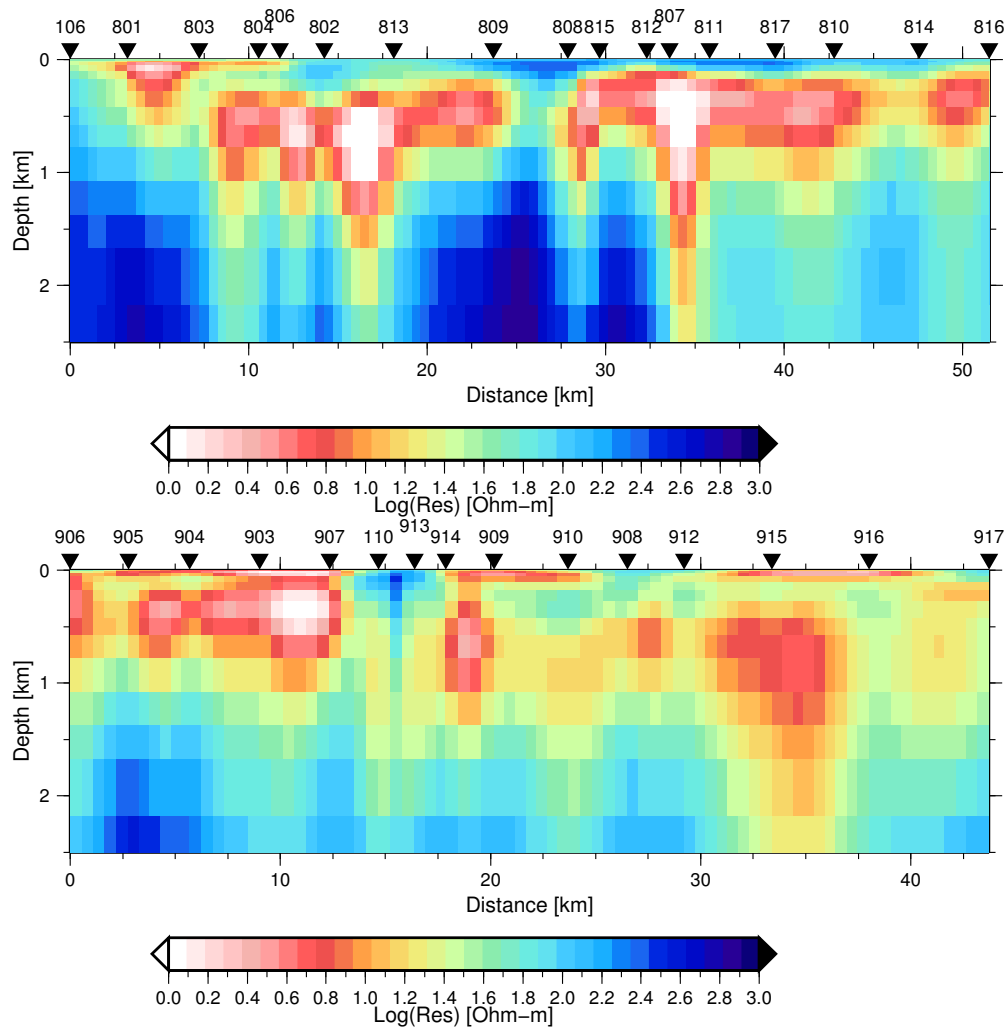 806 807
106 801 803 804 802 813 809 808 815 812 811 817 810 814 816
0
1
2
Depth [km]
0 10 20 30 40 50
Distance [km]
0.0 0.2 0.4 0.6 0.8 1.0 1.2 1.4 1.6 1.8 2.0 2.2 2.4 2.6 2.8 3.0
Log(Res) [Ohm−m]
913
906 905 904 903 907 110 914 909 910 908 912 915 916 917
0
1
2
Depth [km]
0 10 20 30 40
Distance [km]
0.0 0.2 0.4 0.6 0.8 1.0 1.2 1.4 1.6 1.8 2.0 2.2 2.4 2.6 2.8 3.0
Log(Res) [Ohm−m]